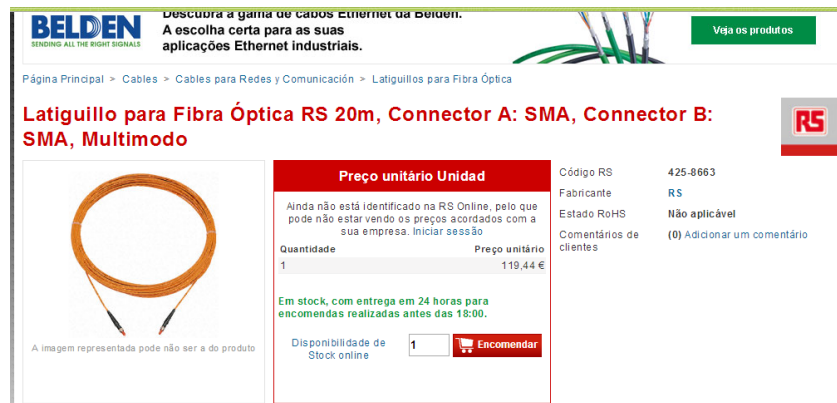 BELDEN
SENDING ALL THE RIGHT SIGNALS
Descubra a gama de cabos Ethernet da Belden.
A escolha certa para as suas
aplicações Ethernet industriais.
Veja os produtos
Página Principal > Cables > Cables para Redes y Comunicación > Latiguillos para Fibra Óptica
Latiguillo para Fibra Óptica RS 20m, Connector A: SMA, Connector B:
SMA, Multimodo
RS
A imagem representada pode não ser a do produto
Preço unitário Unidad
Ainda não está identificado na RS Online, pelo que
pode não estar vendo os preços acordados com a
sua empresa. Iniciar sessão
Quantidade Preço unitário
1 119,44 €
Em stock, com entrega em 24 horas para
encomendas realizadas antes das 18:00.
Disponibilidade de
Stock online
1
Encomendar
Código RS 425-8663
Fabricante RS
Estado RoHS Não aplicável
Comentários de
clientes
(0) Adicionar um comentário